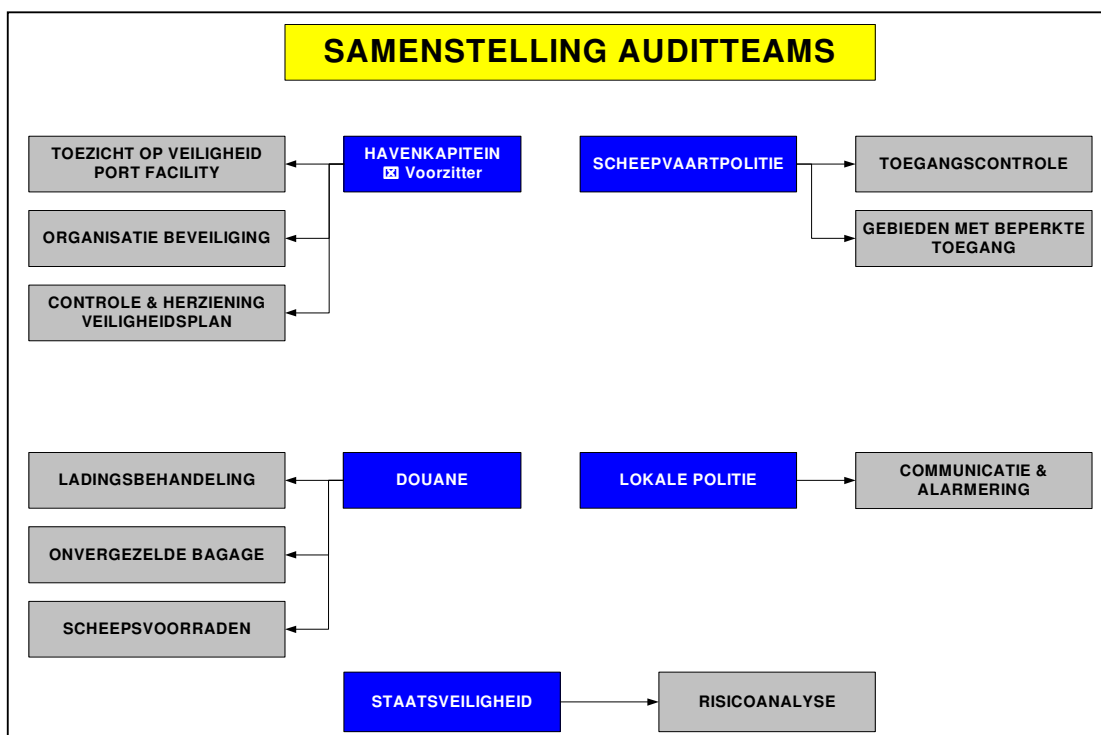 SAMENSTELLING AUDITTEAMS
TOEZICHT OP VEILIGHEID
PORT FACILITY
HAVENKAPITEIN
☒ Voorzitter
SCHEEPVAARTPOLITIE
TOEGANGSCONTROLE
ORGANISATIE BEVEILIGING
GEBIEDEN MET BEPERKTE
TOEGANG
CONTROLE & HERZIENING
VEILIGHEIDSPLAN
LADINGSBEHANDELING
DOUANE
LOKALE POLITIE
COMMUNICATIE &
ALARMERING
ONVERGEZELDE BAGAGE
SCHEEPSVOORRADEN
STAATSVEILIGHEID
RISICOANALYSE